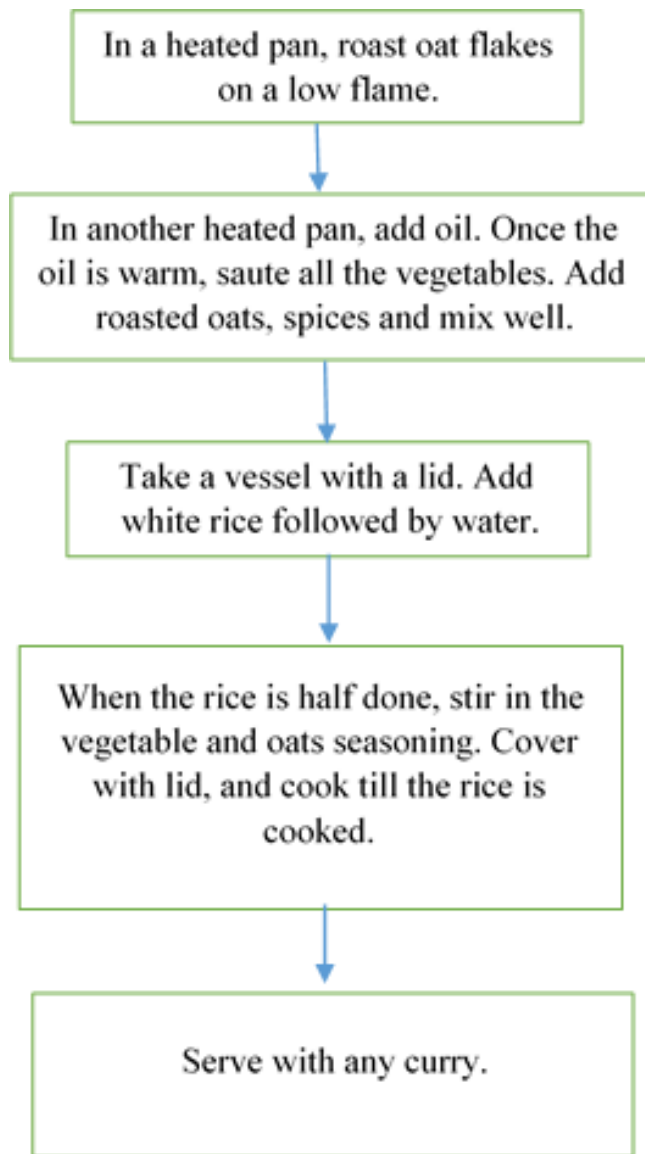 In a heated pan, roast oat flakes
on a low flame.
In another heated pan, add oil. Once the
oil is warm, saute all the vegetables. Add
roasted oats, spices and mix well.
Take a vessel with a lid. Add
white rice followed by water.
When the rice is half done, stir in the
vegetable and oats seasoning. Cover
with lid, and cook till the rice is
cooked.
Serve with any curry.